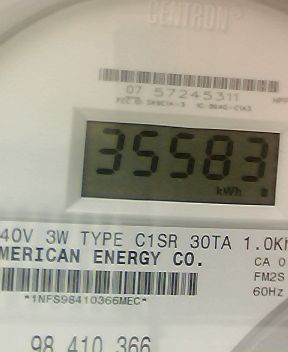 CENTRON®
07 57245311
35583
kWh
40V 3W TYPE C1SR 30TA 1.0Kh
MERICAN ENERGY CO.
CA 0
FM2S
60Hz
*1NFS98410366MEC*
98 410 366